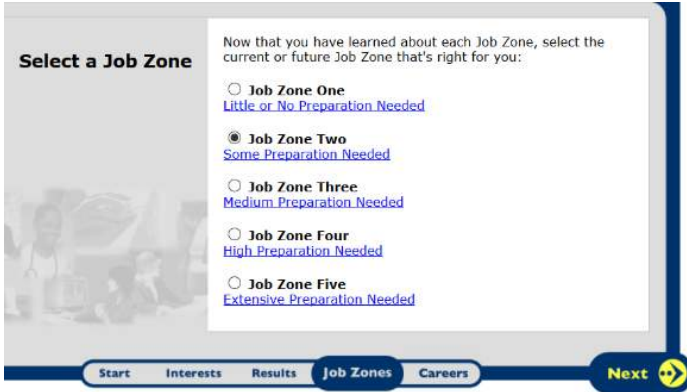 Select a Job Zone
Now that you have learned about each Job Zone, select the
current or future Job Zone that's right for you:
Job Zone One
Little or No Preparation Needed
Job Zone Two
Some Preparation Needed
Job Zone Three
Medium Preparation Needed
Job Zone Four
High Preparation Needed
Job Zone Five
Extensive Preparation Needed
Start Interests Results Job Zones Careers Next